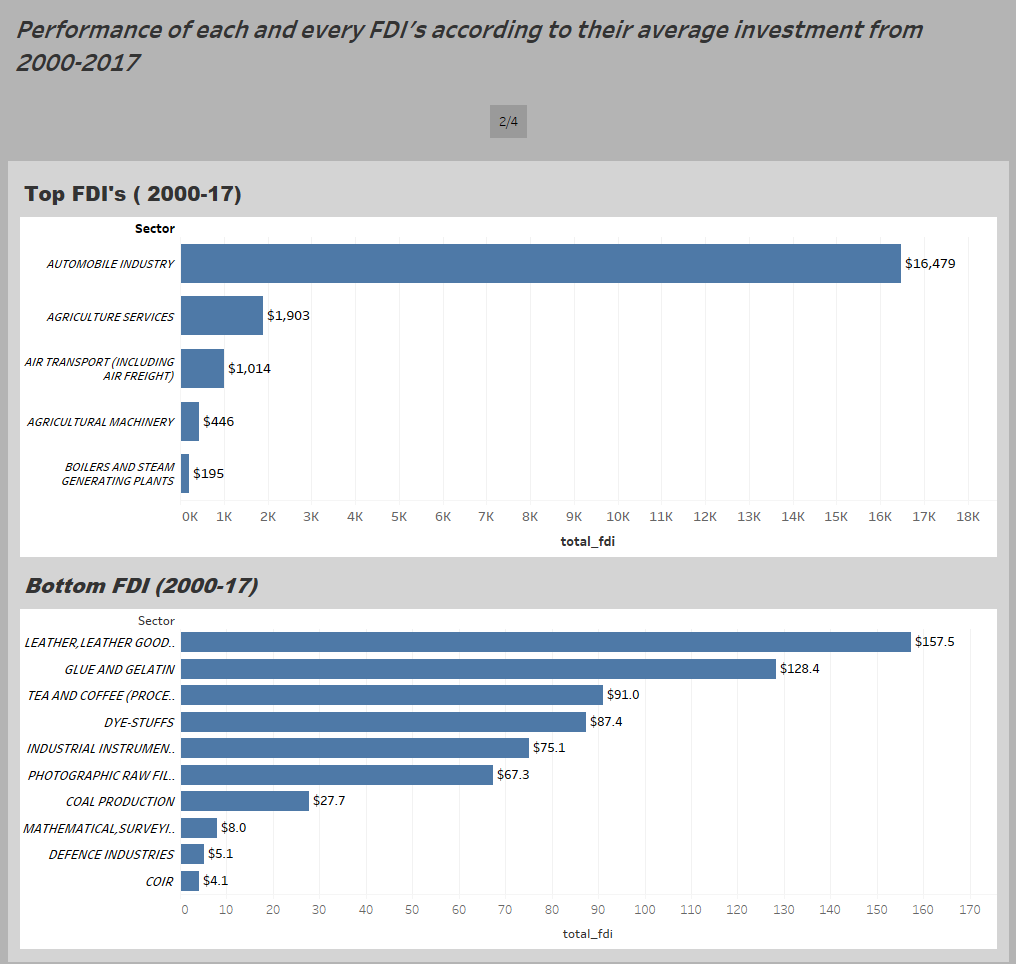 Performance of each and every FDI's according to their average investment from
2000-2017
2/4
Top FDI's ( 2000-17)
Sector
AUTOMOBILE INDUSTRY
$16,479
AGRICULTURE SERVICES
$1,903
AIR TRANSPORT (INCLUDING
AIR FREIGHT)
$1,014
AGRICULTURAL MACHINERY
$446
BOILERS AND STEAM
GENERATING PLANTS
$195
0K 1K 2K 3K 4K 5K 6K 7K 8K 9K 10K 11K 12K 13K 14K 15K 16K 17K 18K
total_fdi
Bottom FDI (2000-17)
Sector
LEATHER,LEATHER GOOD..
$157.5
GLUE AND GELATIN
$128.4
TEA AND COFFEE (PROCE..
$91.0
DYE-STUFFS
$87.4
INDUSTRIAL INSTRUMEN..
$75.1
PHOTOGRAPHIC RAW FIL..
$67.3
COAL PRODUCTION
$27.7
MATHEMATICAL,SURVEYI..
$8.0
DEFENCE INDUSTRIES
$5.1
COIR
$4.1
0 10 20 30 40 50 60 70 80 90 100 110 120 130 140 150 160 170
total_fdi